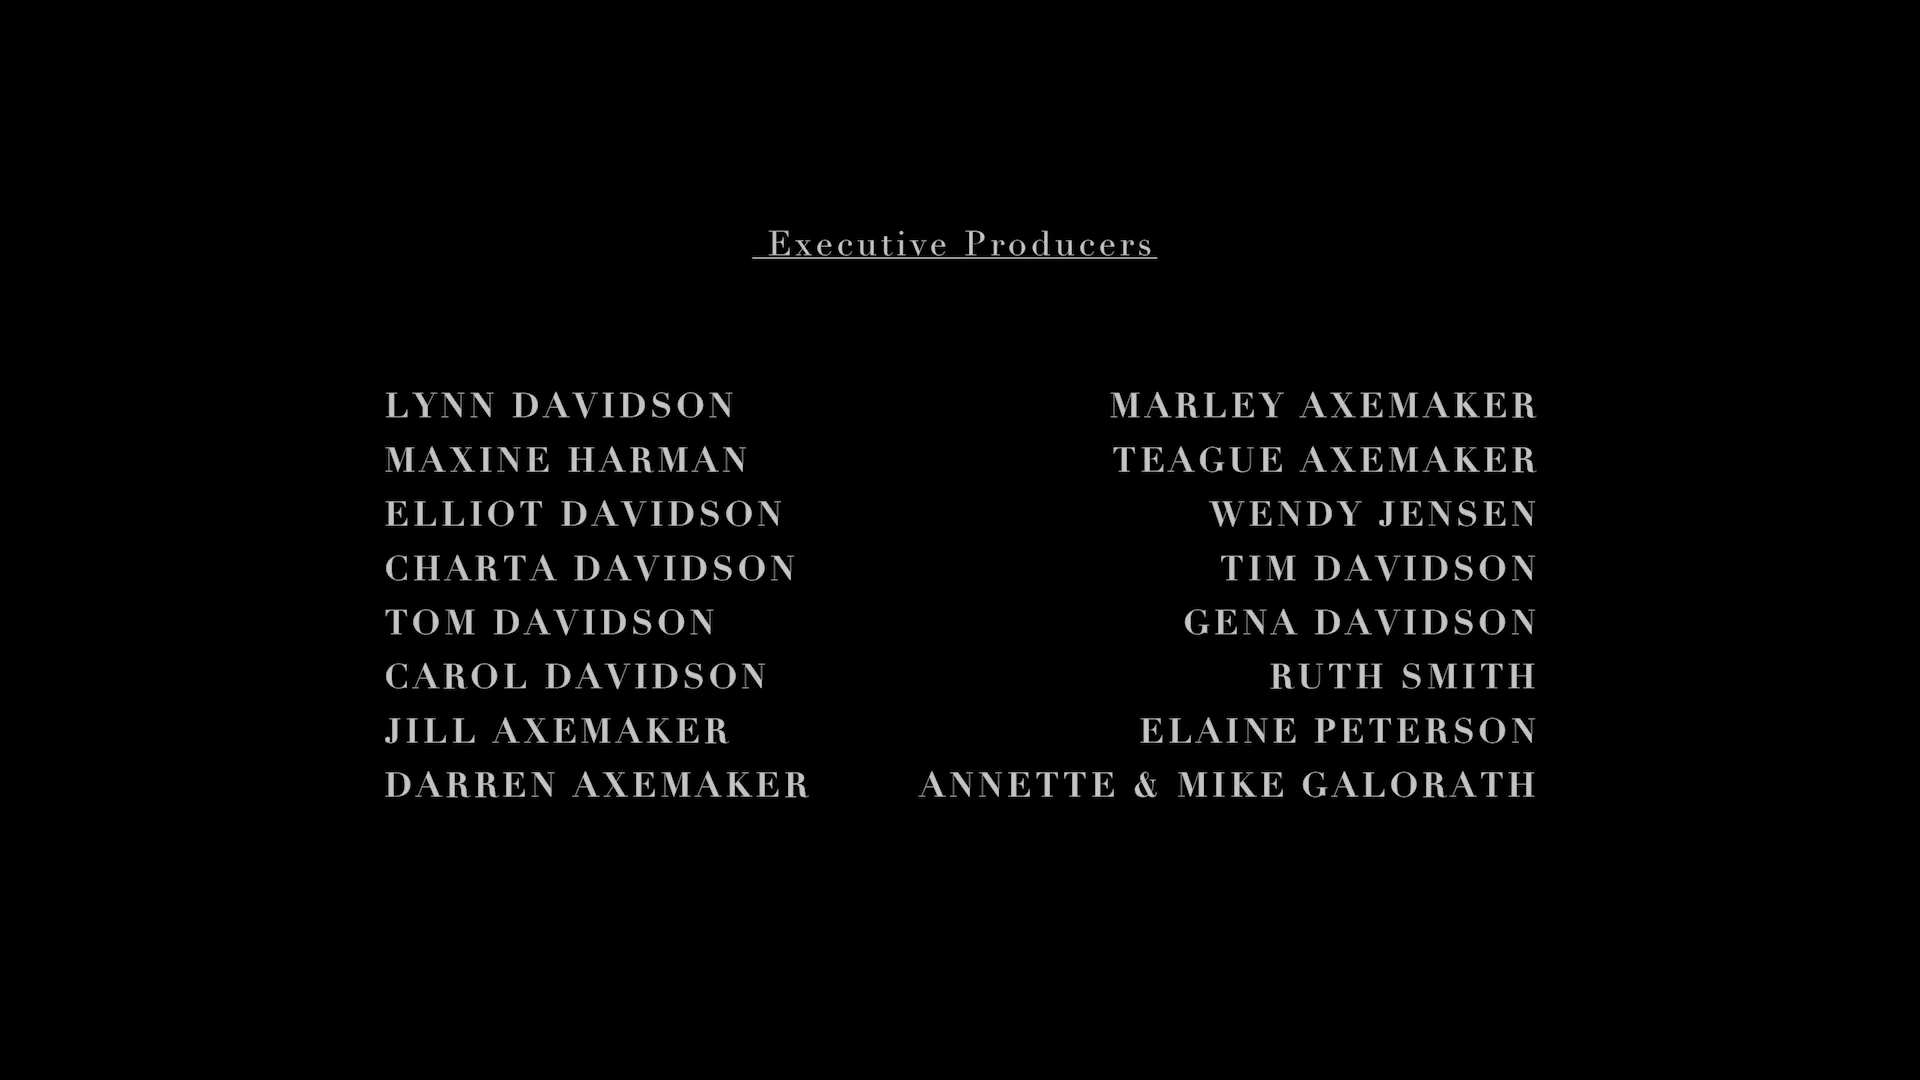 Executive Producers
LYNN DAVIDSON
MAXINE HARMAN
ELLIOT DAVIDSON
CHARTA DAVIDSON
TOM DAVIDSON
CAROL DAVIDSON
JILL AXEMAKER
DARREN AXEMAKER
MARLEY AXEMAKER
TEAGUE AXEMAKER
WENDY JENSEN
TIM DAVIDSON
GENA DAVIDSON
RUTH SMITH
ELAINE PETERSON
ANNETTE & MIKE GALORATH